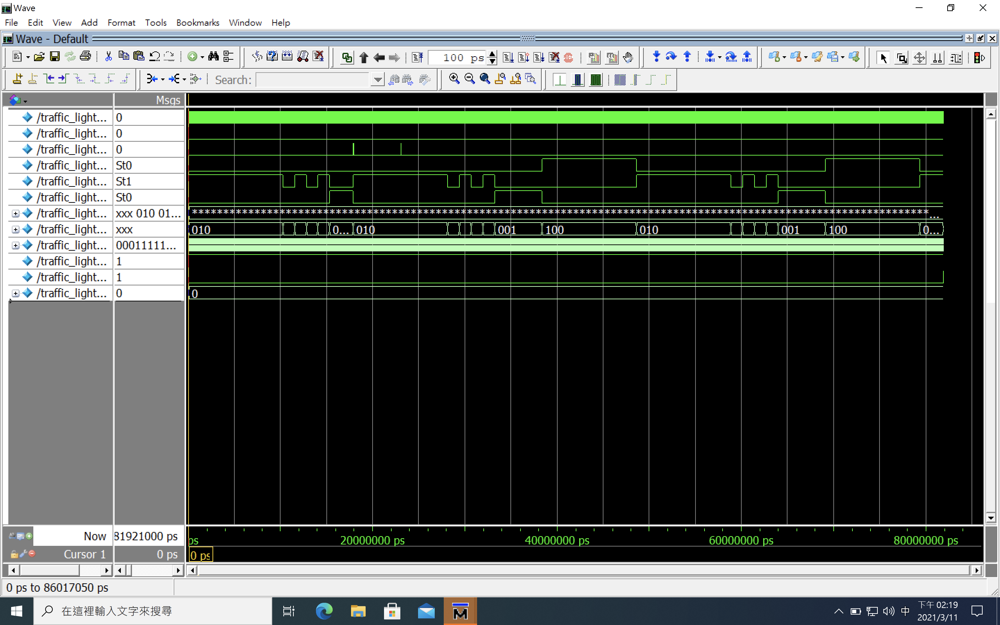 Wave
File Edit View Add Format Tools Bookmarks Window Help
Wave - Default
100 ps
Search:
Msgs
/traffic_light... 0
/traffic_light... 0
/traffic_light... 0
/traffic_light... St0
/traffic_light... St1
/traffic_light... St0
/traffic_light... xxx 010 01...
/traffic_light... xxx 010 0... 010 001 100 010 001 100 0...
/traffic_light... 00011111...
/traffic_light... 1
/traffic_light... 1
/traffic_light... 0 0
Now 81921000 ps ps 20000000 ps 40000000 ps 60000000 ps 80000000 ps
Cursor 1 0 ps 0 ps
0 ps to 86017050 ps
在這裡輸入文字來搜尋
M
中
下午 02:19
2021/3/11